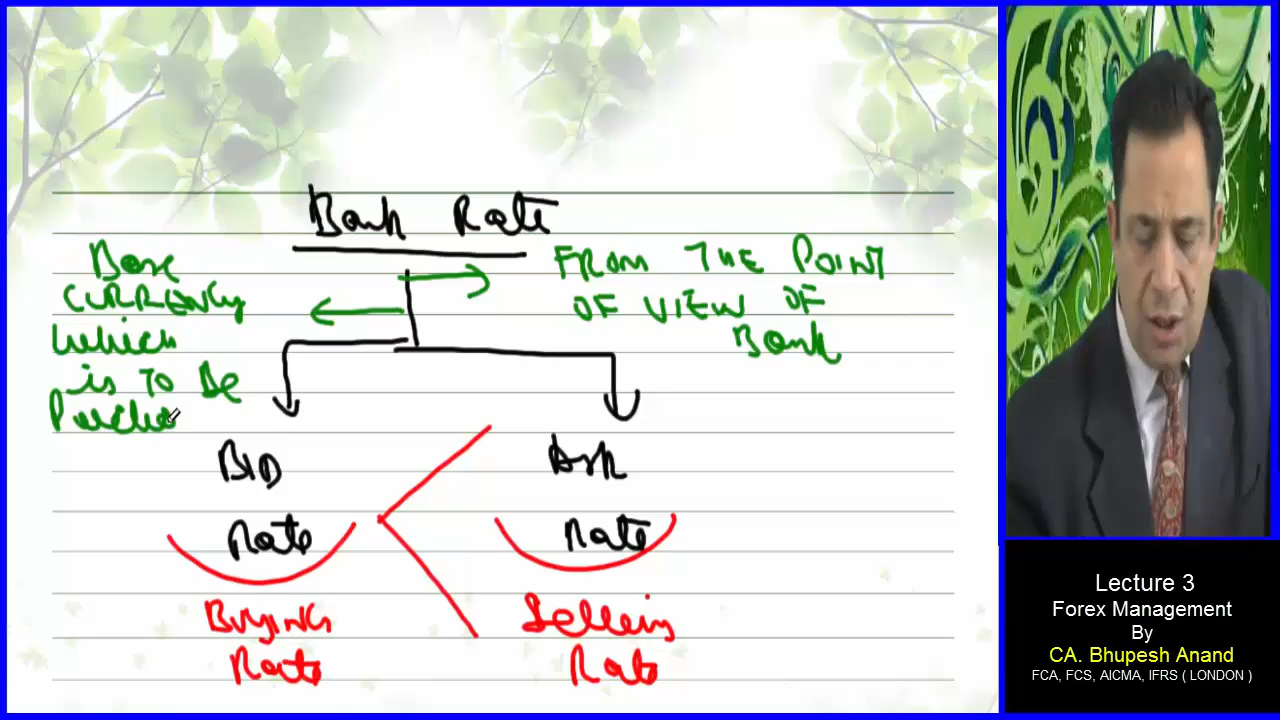 Bank Rate
Base
CURRENCY
which
is TO Be
Purcha
FROM THE POINT
OF VIEW OF
Bank
BID
Rate
Buying
Rate
Ask
Rate
Selling
Rate
Lecture 3
Forex Management
By
CA. Bhupesh Anand
FCA, FCS, AICMA, IFRS ( LONDON )